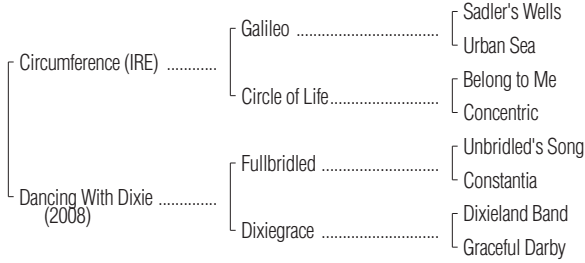 Sadler's Wells
Galileo ..............................
Urban Sea
Circumference (IRE) ............
Belong to Me
Circle of Life.......................
Concentric
Unbridled's Song
Fullbridled .........................
Constantia
Dancing With Dixie ..............
(2008)
Dixieland Band
Dixiegrace .........................
Graceful Darby